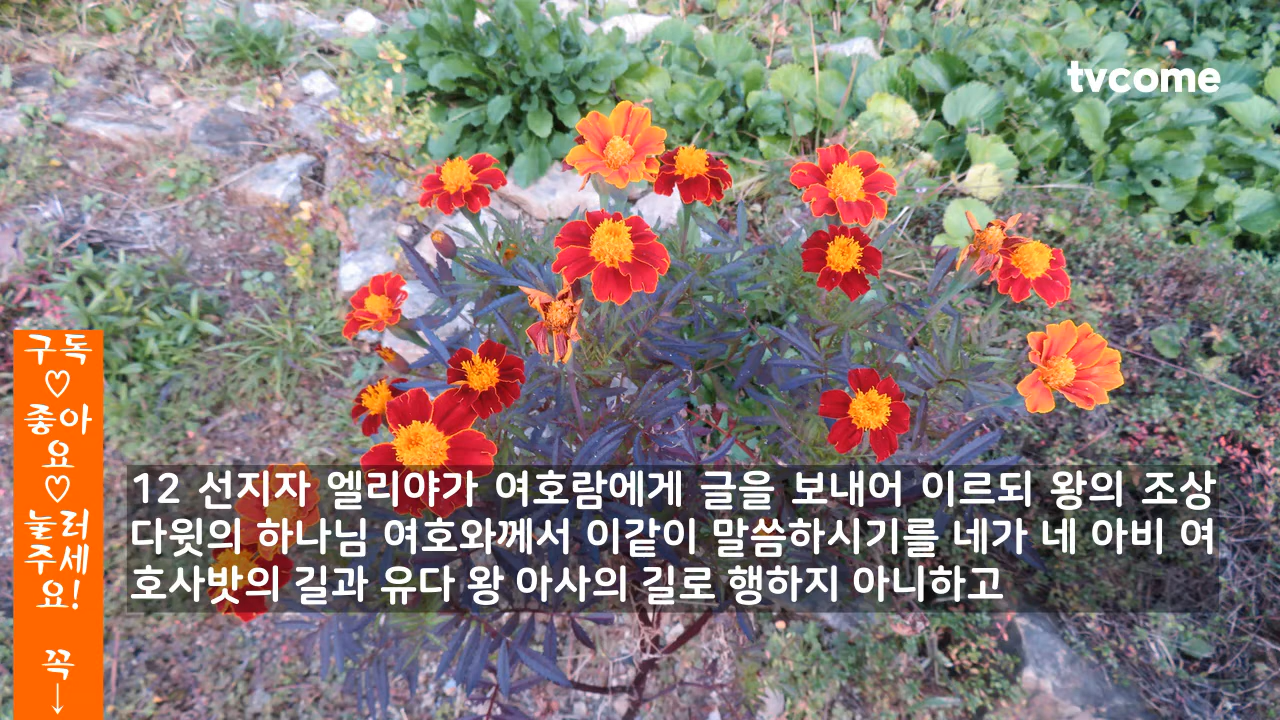 tvcome
구독
♡
좋아
요
♡
눌러
주세
요!
꼭
↓
12 선지자 엘리야가 여호람에게 글을 보내어 이르되 왕의 조상
다윗의 하나님 여호와께서 이같이 말씀하시기를 네가 네 아비 여
호사밧의 길과 유다 왕 아사의 길로 행하지 아니하고